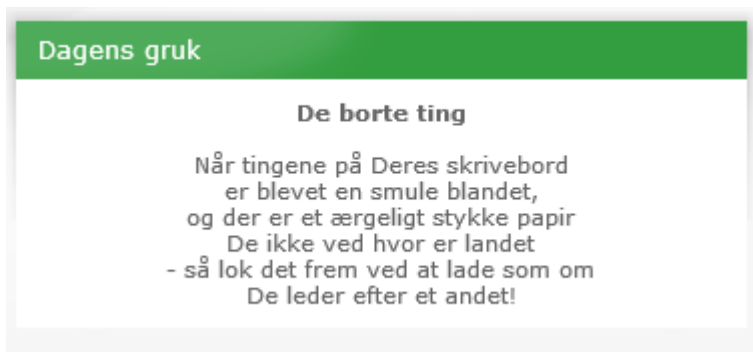 Dagens gruk
De borte ting
Når tingene på Deres skrivebord
er blevet en smule blandet,
og der er et ærgeligt stykke papir
De ikke ved hvor er landet
- så lok det frem ved at lade som om
De leder efter et andet!